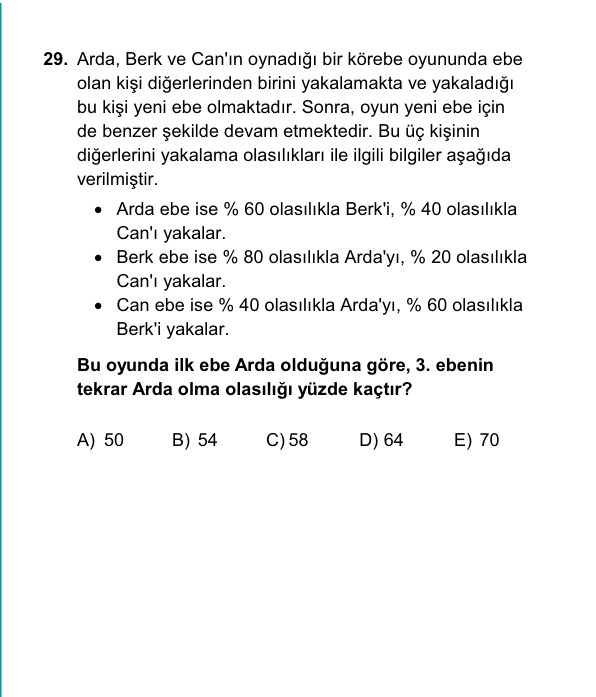 29. Arda, Berk ve Can'ın oynadığı bir körebe oyununda ebe
olan kişi diğerlerinden birini yakalamakta ve yakaladığı
bu kişi yeni ebe olmaktadır. Sonra, oyun yeni ebe için
de benzer şekilde devam etmektedir. Bu üç kişinin
diğerlerini yakalama olasılıkları ile ilgili bilgiler aşağıda
verilmiştir.
• Arda ebe ise % 60 olasılıkla Berk'i, % 40 olasılıkla
Can'ı yakalar.
• Berk ebe ise % 80 olasılıkla Arda'yı, % 20 olasılıkla
Can'ı yakalar.
• Can ebe ise % 40 olasılıkla Arda'yı, % 60 olasılıkla
Berk'i yakalar.
Bu oyunda ilk ebe Arda olduğuna göre, 3. ebenin
tekrar Arda olma olasılığı yüzde kaçtır?
A) 50 B) 54 C) 58 D) 64 E) 70